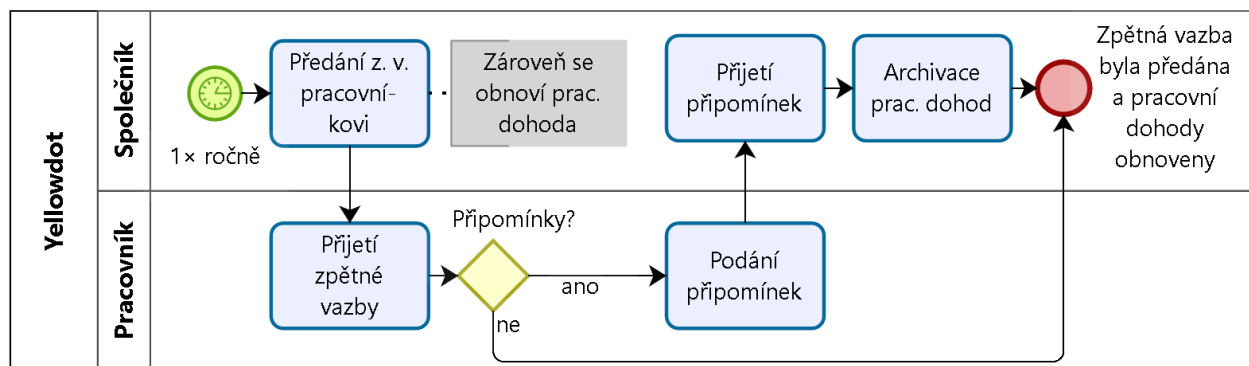 Yellowdot
Společník
Pracovník
1× ročně
Předání z. v.
pracovní-
kovi
Zároveň se
obnoví prac.
dohoda
Přijetí
připomínek
Archivace
prac. dohod
Zpětná vazba
byla předána
a pracovní
dohody
obnoveny
Přijetí
zpětné
vazby
Připomínky?
ano
ne
Podání
připomínek